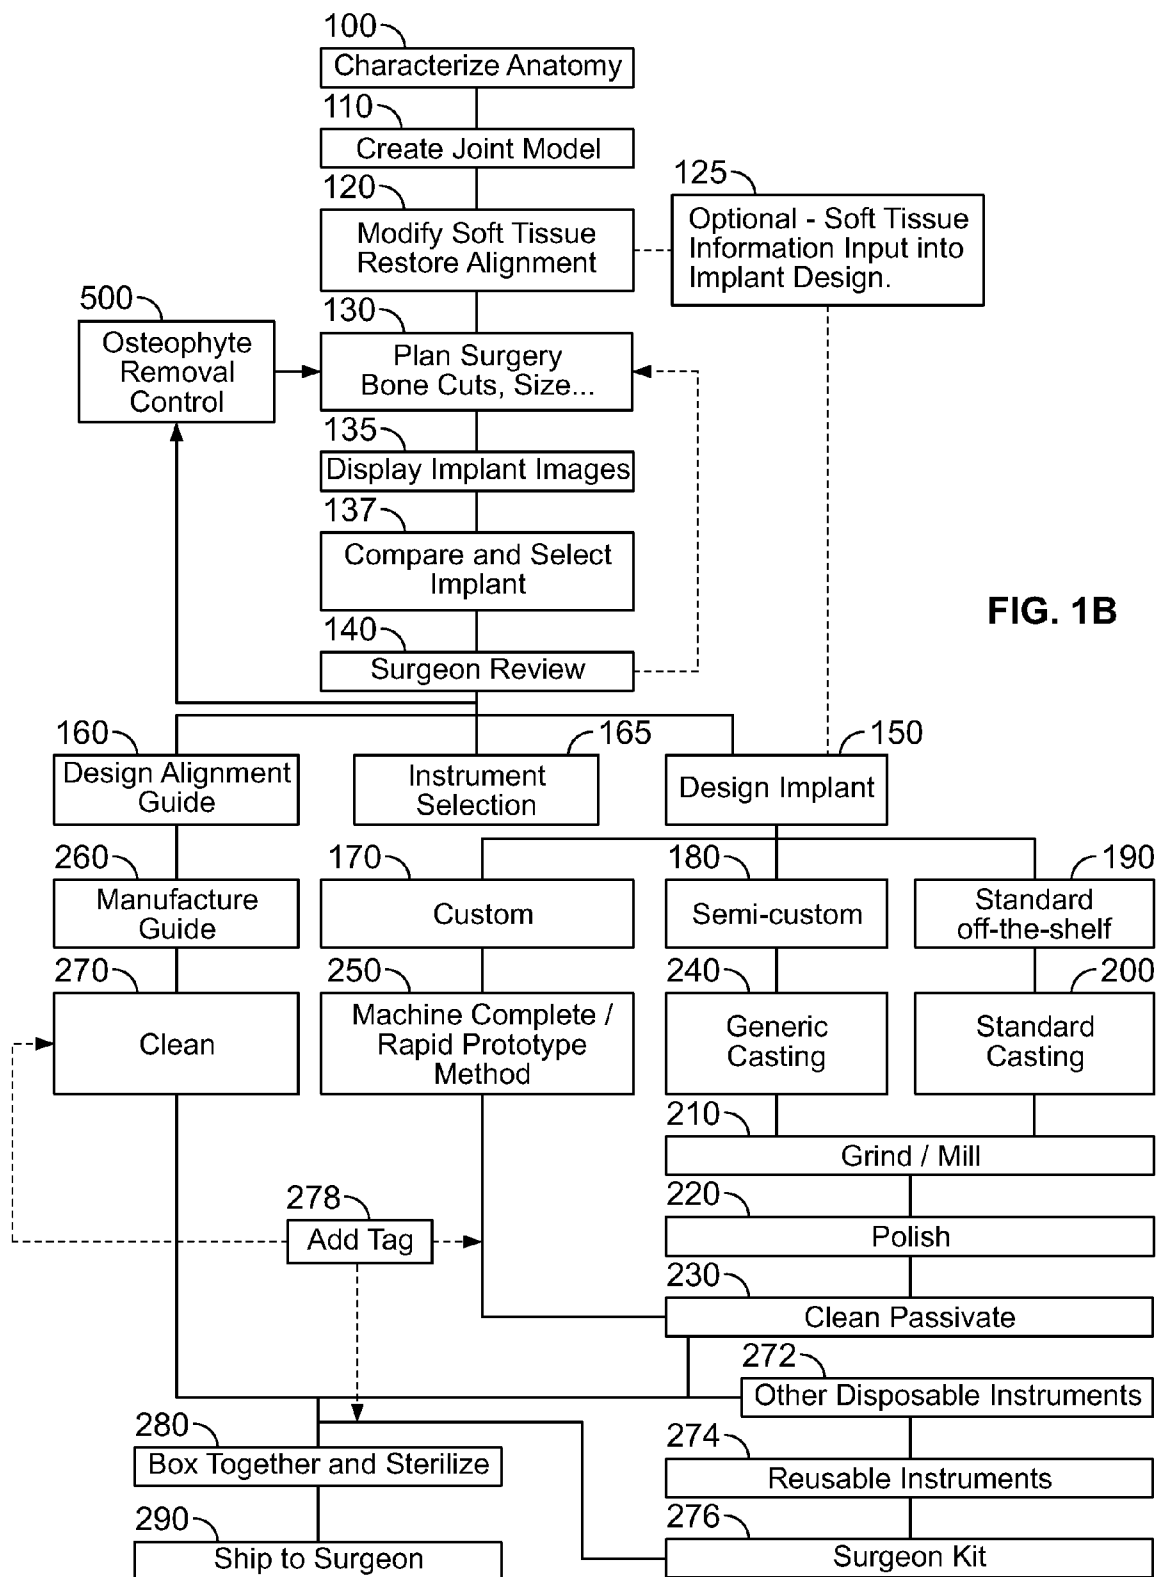 100
Characterize Anatomy
110
Create Joint Model
120
Modify Soft Tissue
Restore Alignment
125
Optional - Soft Tissue
Information Input into
Implant Design.
500
Osteophyte
Removal
Control
130
Plan Surgery
Bone Cuts, Size...
135
Display Implant Images
137
Compare and Select
Implant
FIG. 1B
140
Surgeon Review
160
Design Alignment
Guide
165
Instrument
Selection
150
Design Implant
260
Manufacture
Guide
170
Custom
180
Semi-custom
190
Standard
off-the-shelf
270
Clean
250
Machine Complete /
Rapid Prototype
Method
240
Generic
Casting
200
Standard
Casting
210
Grind / Mill
278
Add Tag
220
Polish
230
Clean Passivate
272
Other Disposable Instruments
280
Box Together and Sterilize
274
Reusable Instruments
290
Ship to Surgeon
276
Surgeon Kit